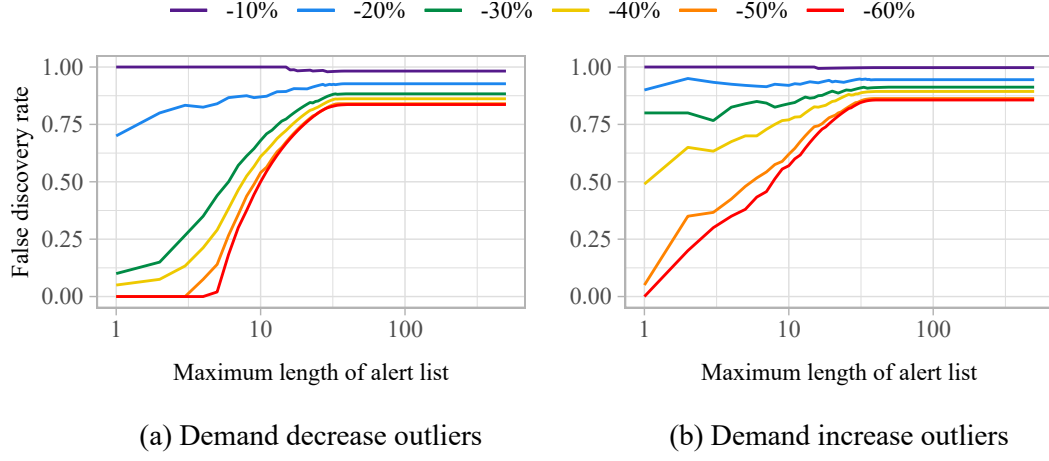 -10% -20% -30% -40% -50% -60%
False discovery rate
1.00
0.75
0.50
0.25
0.00
1 10 100
Maximum length of alert list
(a) Demand decrease outliers
1.00
0.75
0.50
0.25
0.00
1 10 100
Maximum length of alert list
(b) Demand increase outliers